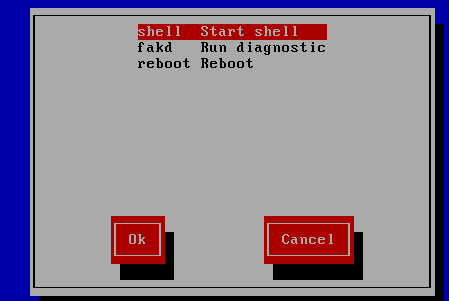 shell Start shell
fakd Run diagnostic
reboot Reboot
Ok Cancel